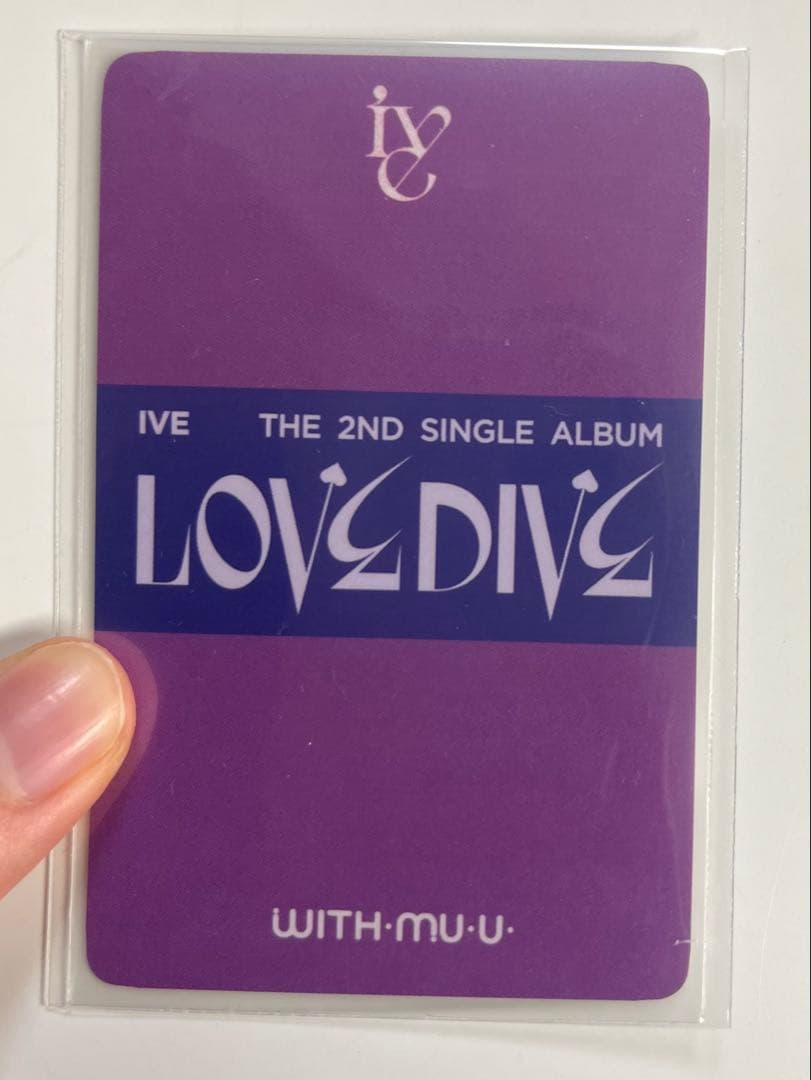 ive
IVE THE 2ND SINGLE ALBUM
LOVE DIVE
WITH·MU·U·